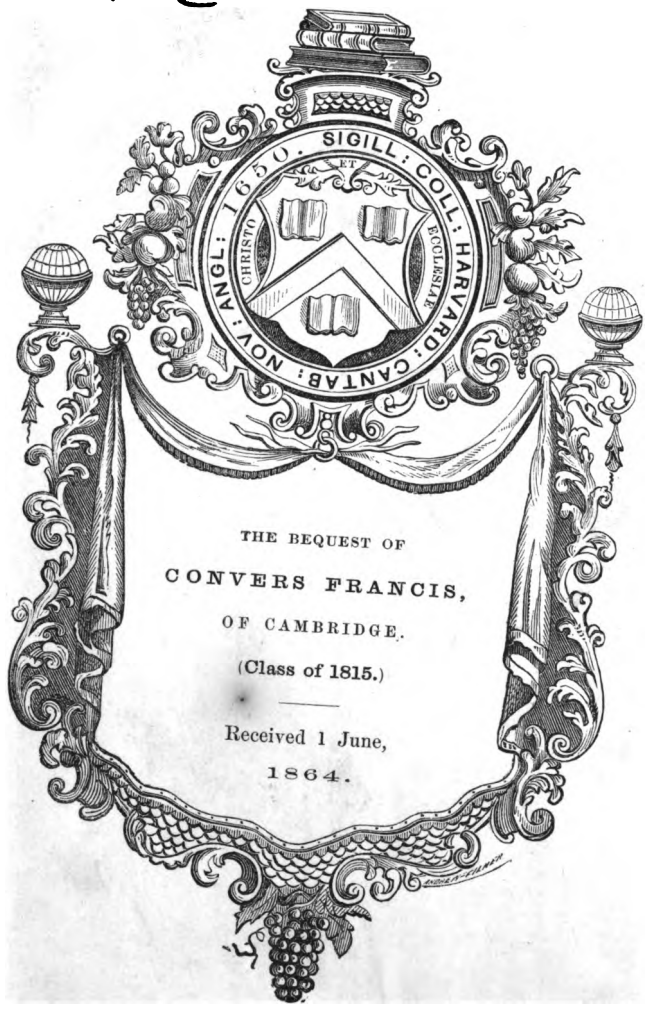 SIGILL: COLL: HARVARD: CANTAB: NOV: ANGL: 1650.
CHRISTO ET ECCLESIAE
THE BEQUEST OF
CONVERS FRANCIS,
OF CAMBRIDGE.
(Class of 1815.)
Received 1 June,
1864.